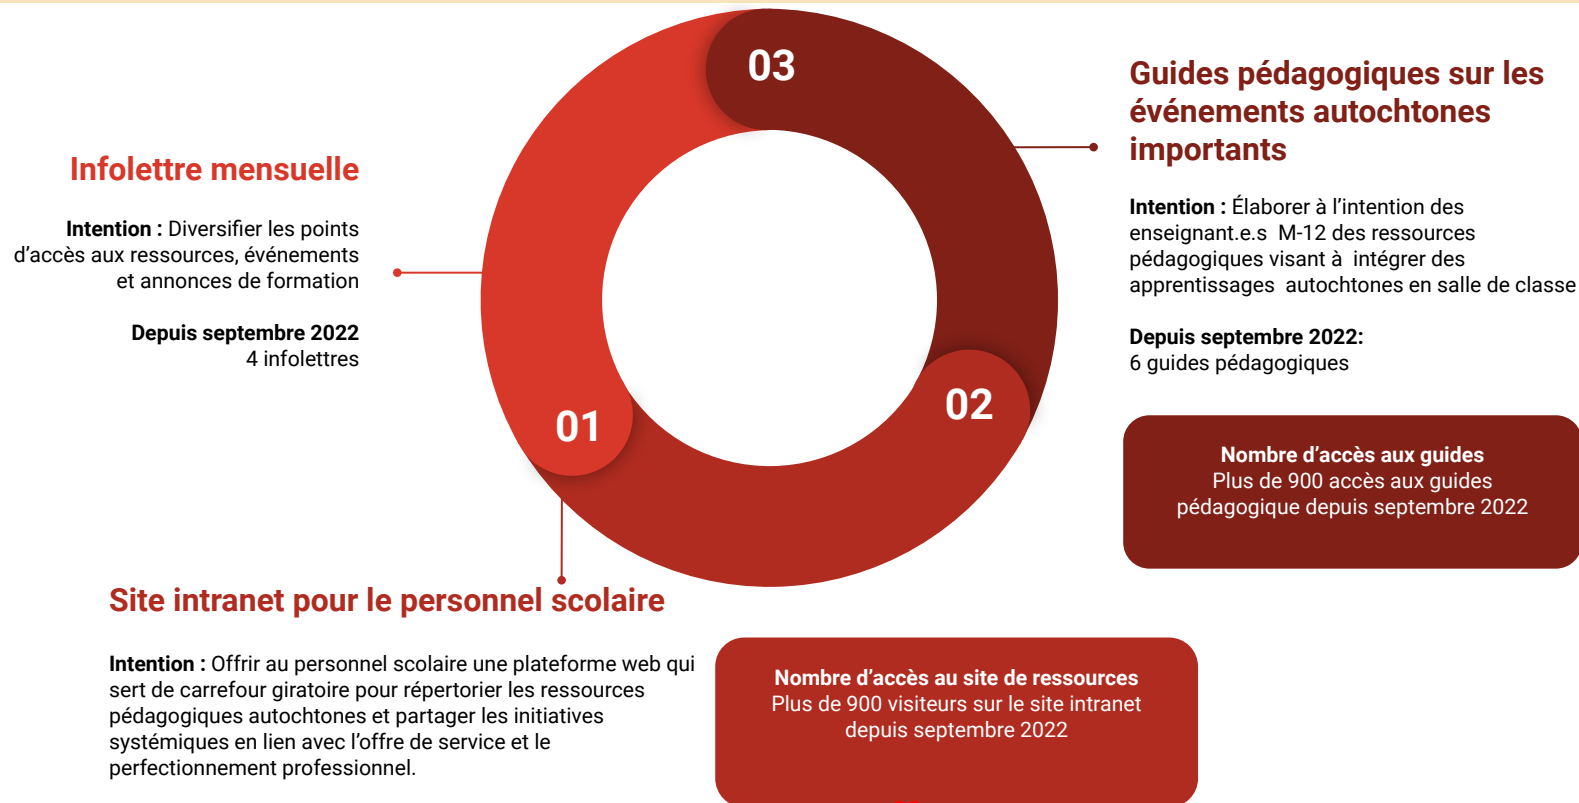 03
Guides pédagogiques sur les
événements autochtones
importants
Intention : Élaborer à l'intention des
enseignant.e.s M-12 des ressources
pédagogiques visant à intégrer des
apprentissages autochtones en salle de classe
Depuis septembre 2022:
6 guides pédagogiques
Nombre d'accès aux guides
Plus de 900 accès aux guides
pédagogique depuis septembre 2022
Infolettre mensuelle
Intention : Diversifier les points
d'accès aux ressources, événements
et annonces de formation
Depuis septembre 2022
4 infolettres
02
01
Site intranet pour le personnel scolaire
Intention : Offrir au personnel scolaire une plateforme web qui
sert de carrefour giratoire pour répertorier les ressources
pédagogiques autochtones et partager les initiatives
systémiques en lien avec l'offre de service et le
perfectionnement professionnel.
Nombre d'accès au site de ressources
Plus de 900 visiteurs sur le site intranet
depuis septembre 2022